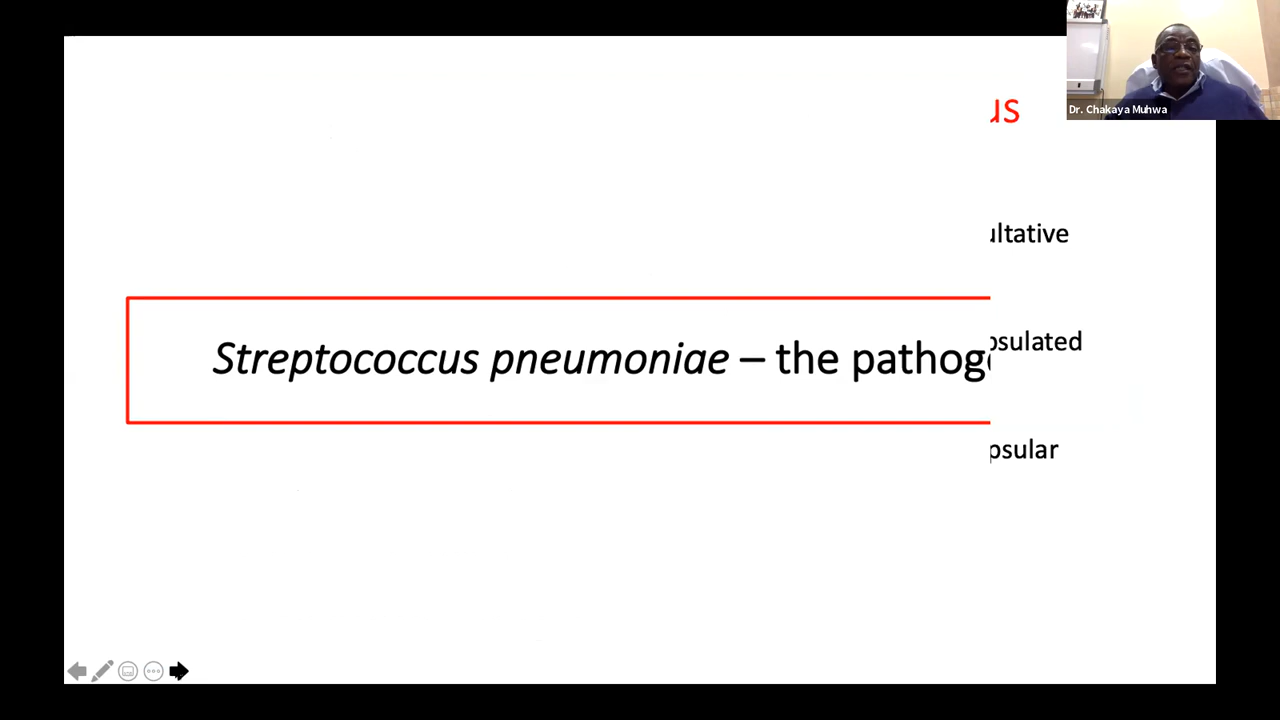 us
Dr. Chakaya Muhwa
ultative
Streptococcus pneumoniae – the pathog
psulated
psular